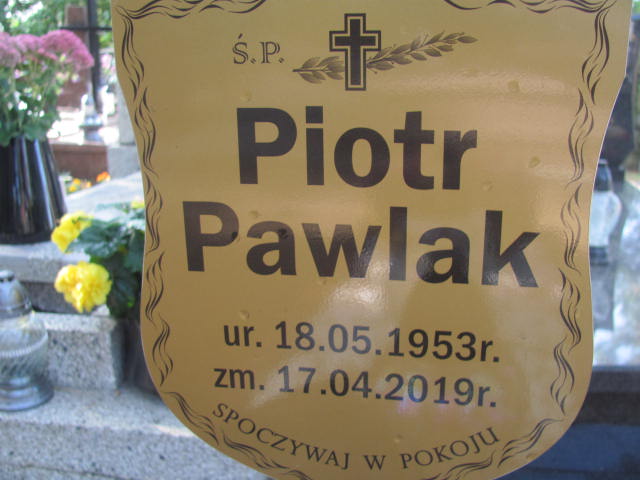 Ś.P.
Piotr
Pawlak
ur. 18.05.1953r.
zm. 17.04.2019r.
SPOCZYWAJ W POKOJU